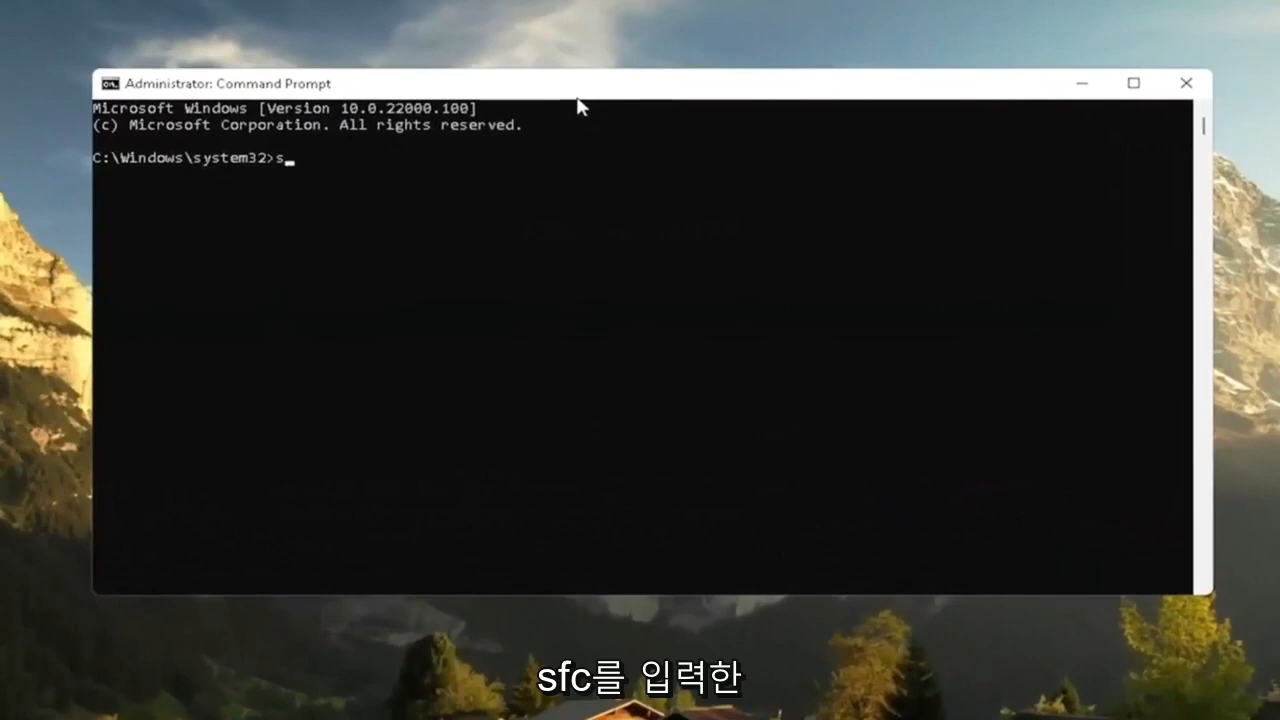 Administrator: Command Prompt
Microsoft Windows [Version 10.0.22000.100]
(c) Microsoft Corporation. All rights reserved.
C:\Windows\system32>s
sfc를 입력한